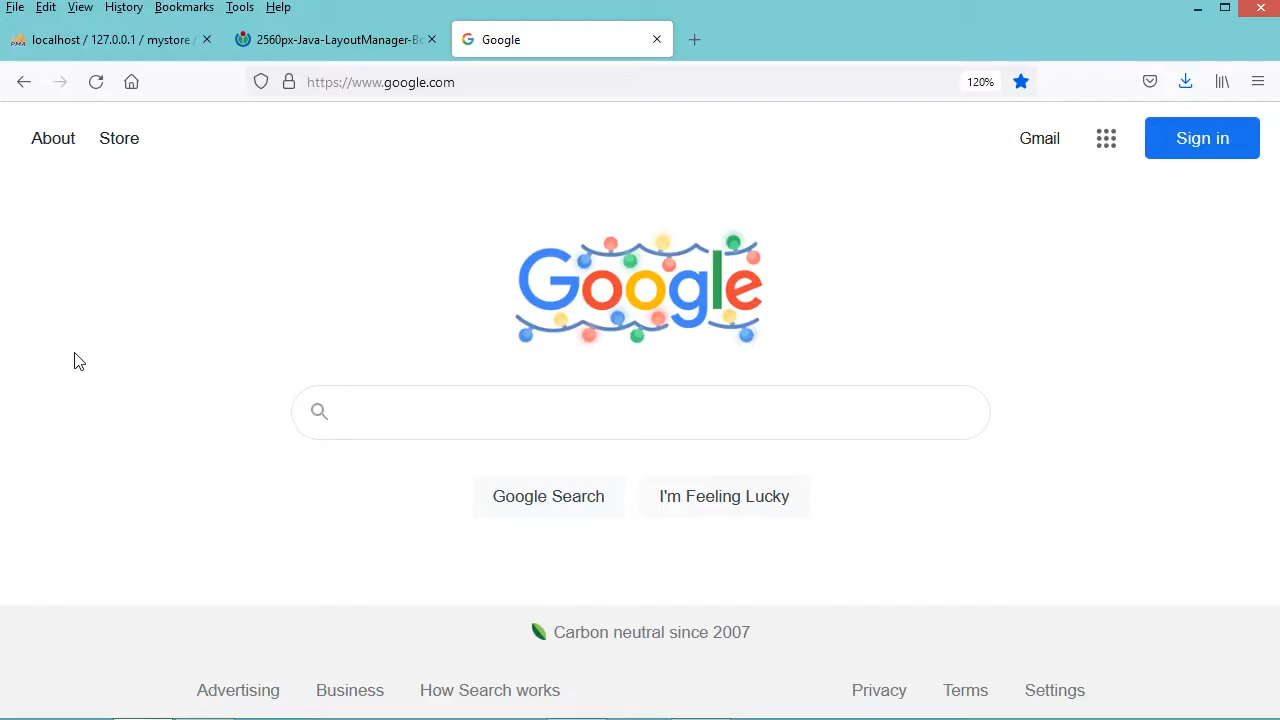 File Edit View History Bookmarks Tools Help
localhost / 127.0.0.1 / mystore
2560px-Java-LayoutManager-Bo
Google
https://www.google.com
120%
About Store
Gmail
Sign in
Google
Google Search
I'm Feeling Lucky
Carbon neutral since 2007
Advertising Business How Search works
Privacy Terms Settings